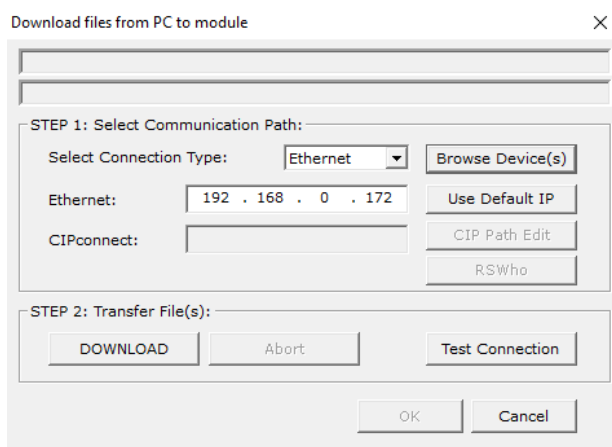 Download files from PC to module
STEP 1: Select Communication Path:
Select Connection Type: Ethernet Browse Device(s)
Ethernet: 192 . 168 . 0 . 172 Use Default IP
CIPconnect: CIP Path Edit
RSWho
STEP 2: Transfer File(s):
DOWNLOAD Abort Test Connection
OK Cancel